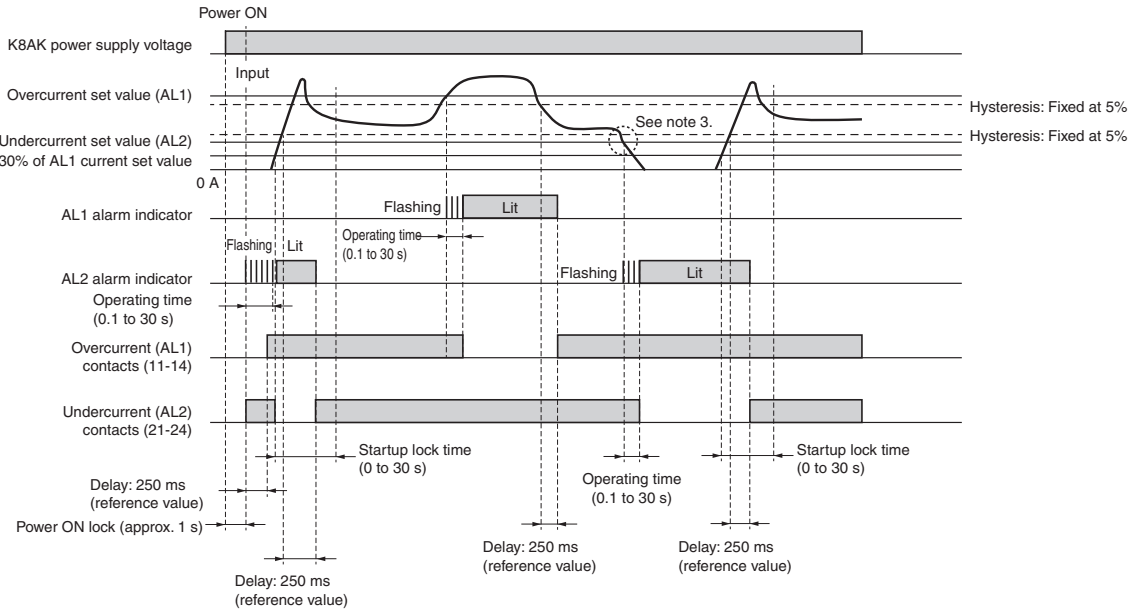 Power ON
K8AK power supply voltage
Input
Overcurrent set value (AL1)
Hysteresis: Fixed at 5%
See note 3.
Undercurrent set value (AL2)
Hysteresis: Fixed at 5%
30% of AL1 current set value
0 A
AL1 alarm indicator
Flashing
Lit
Operating time
(0.1 to 30 s)
Flashing
Lit
AL2 alarm indicator
Flashing
Lit
Operating time
(0.1 to 30 s)
Overcurrent (AL1)
contacts (11-14)
Undercurrent (AL2)
contacts (21-24)
Startup lock time
(0 to 30 s)
Startup lock time
(0 to 30 s)
Operating time
(0.1 to 30 s)
Delay: 250 ms
(reference value)
Power ON lock (approx. 1 s)
Delay: 250 ms
(reference value)
Delay: 250 ms
(reference value)
Delay: 250 ms
(reference value)